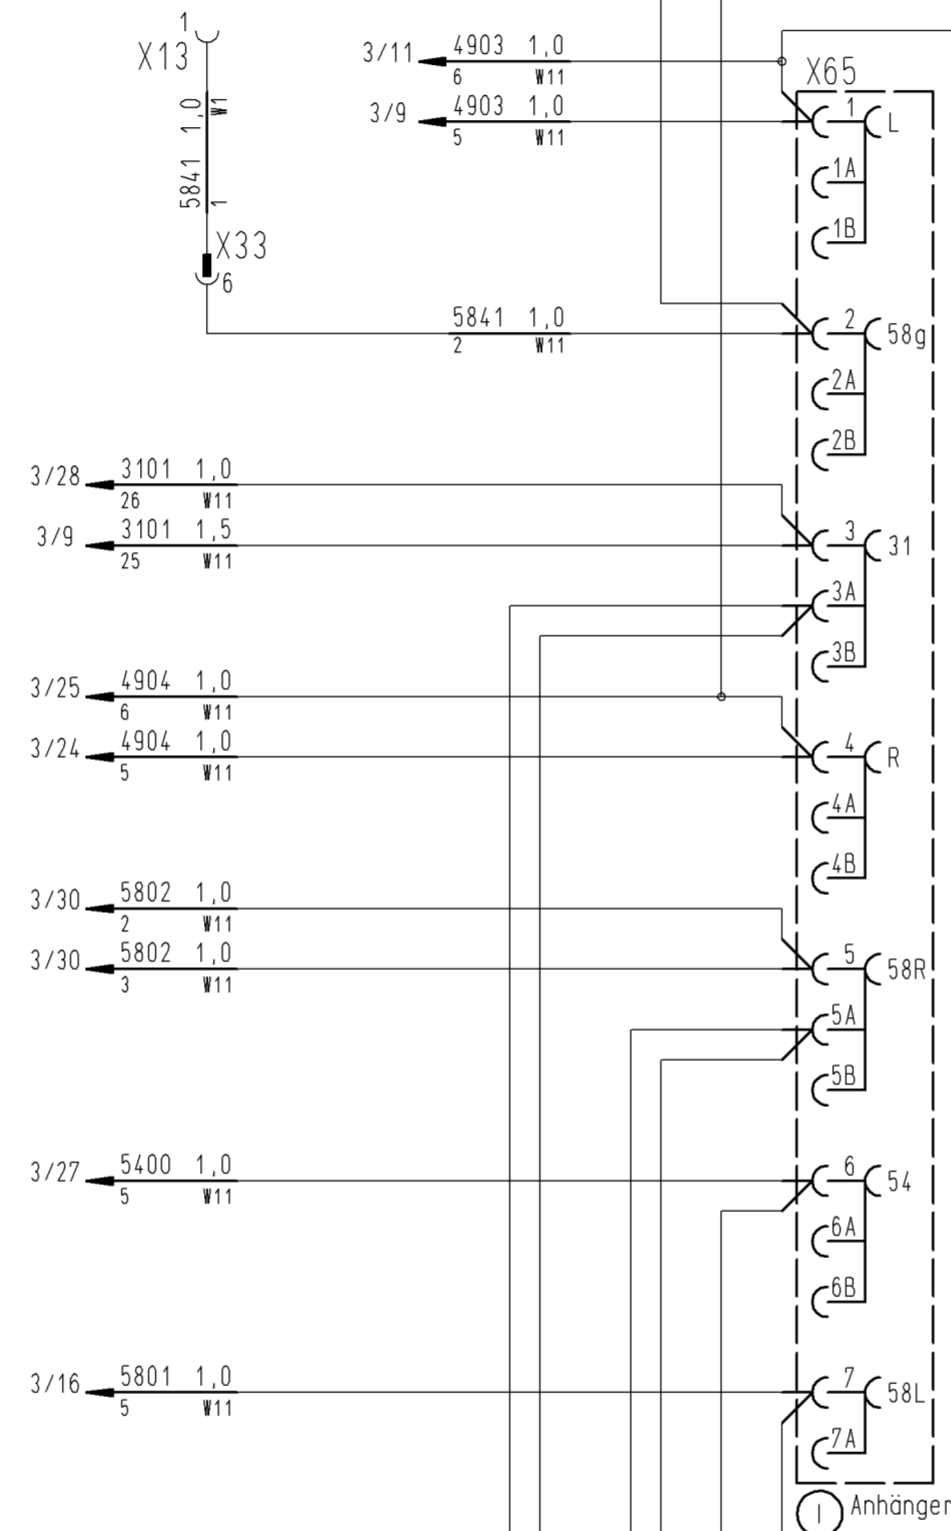 1
X13
5841 1,0
1 W1
X33
6
3/11 4903 1,0
6 W11
3/9 4903 1,0
5 W11
X65
1 L
1A
1B
5841 1,0
2 W11
2 58g
2A
2B
3/28 3101 1,0
26 W11
3/9 3101 1,5
25 W11
3 31
3A
3B
3/25 4904 1,0
6 W11
3/24 4904 1,0
5 W11
4 R
4A
4B
3/30 5802 1,0
2 W11
3/30 5802 1,0
3 W11
5 58R
5A
5B
3/27 5400 1,0
5 W11
6 54
6A
6B
3/16 5801 1,0
5 W11
7 58L
7A
I Anhänger